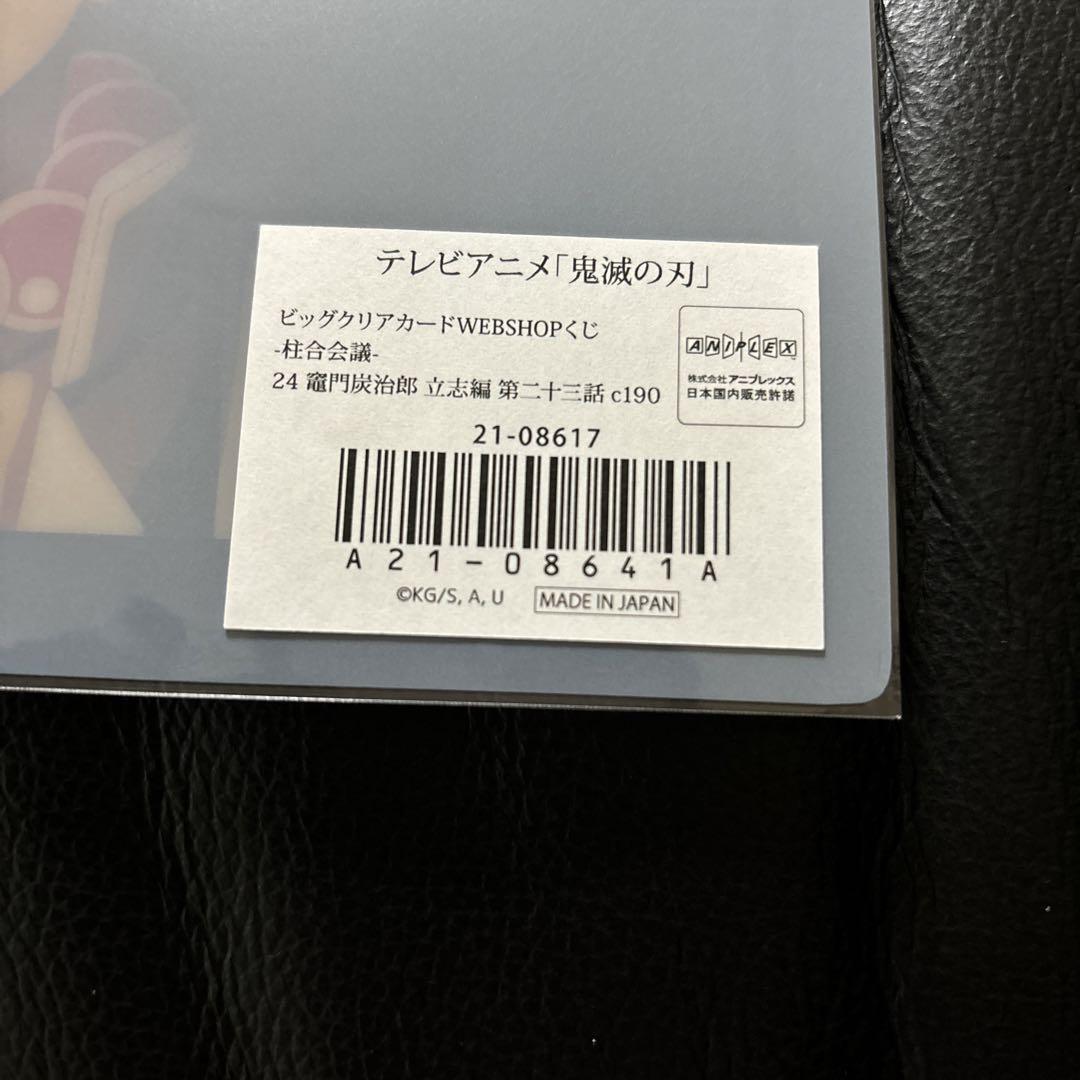 テレビアニメ「鬼滅の刃」
ビッグクリアカードWEBSHOPくじ
-柱合会議-
24 竈門炭治郎 立志編 第二十三話 c190
ANIPLEX
株式会社アニプレックス
日本国内販売許諾
21-08617
A21-08641A
©KG/S, A, U
MADE IN JAPAN